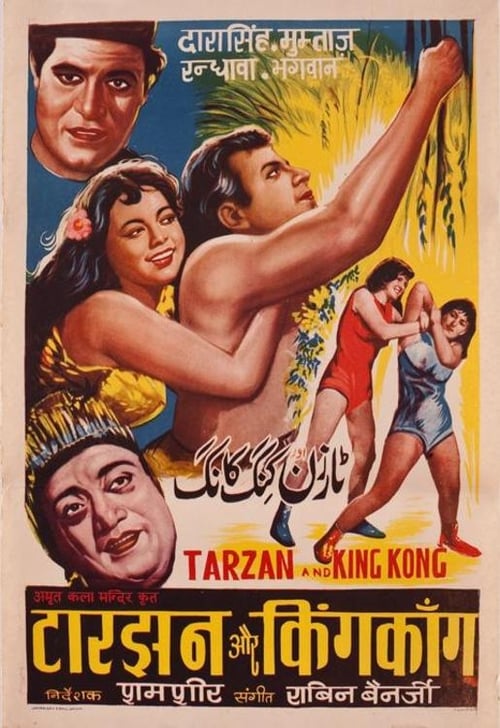 दारासिंह. मुमताज़
रन्धावा. भगवान
ٹارزن اور کنگ کانگ
TARZAN AND KING KONG
अमृत कला मन्दिर कृत
टारझन और किंगकाँग
निर्देशक शामशीर संगीत राबिन बॅनर्जी